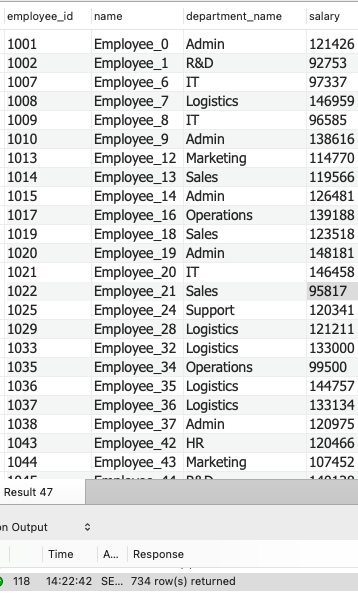 employee_id name department_name salary
1001 Employee_0 Admin 121426
1002 Employee_1 R&D 92753
1007 Employee_6 IT 97337
1008 Employee_7 Logistics 146959
1009 Employee_8 IT 96585
1010 Employee_9 Admin 138616
1013 Employee_12 Marketing 114770
1014 Employee_13 Sales 119566
1015 Employee_14 Admin 126481
1017 Employee_16 Operations 139188
1019 Employee_18 Sales 123518
1020 Employee_19 Admin 148181
1021 Employee_20 IT 146458
1022 Employee_21 Sales 95817
1025 Employee_24 Support 120341
1029 Employee_28 Logistics 121211
1033 Employee_32 Logistics 133000
1035 Employee_34 Operations 99500
1036 Employee_35 Logistics 144757
1037 Employee_36 Logistics 133134
1038 Employee_37 Admin 120975
1043 Employee_42 HR 120466
1044 Employee_43 Marketing 107452
Result 47
on Output
Time A... Response
118 14:22:42 SE... 734 row(s) returned